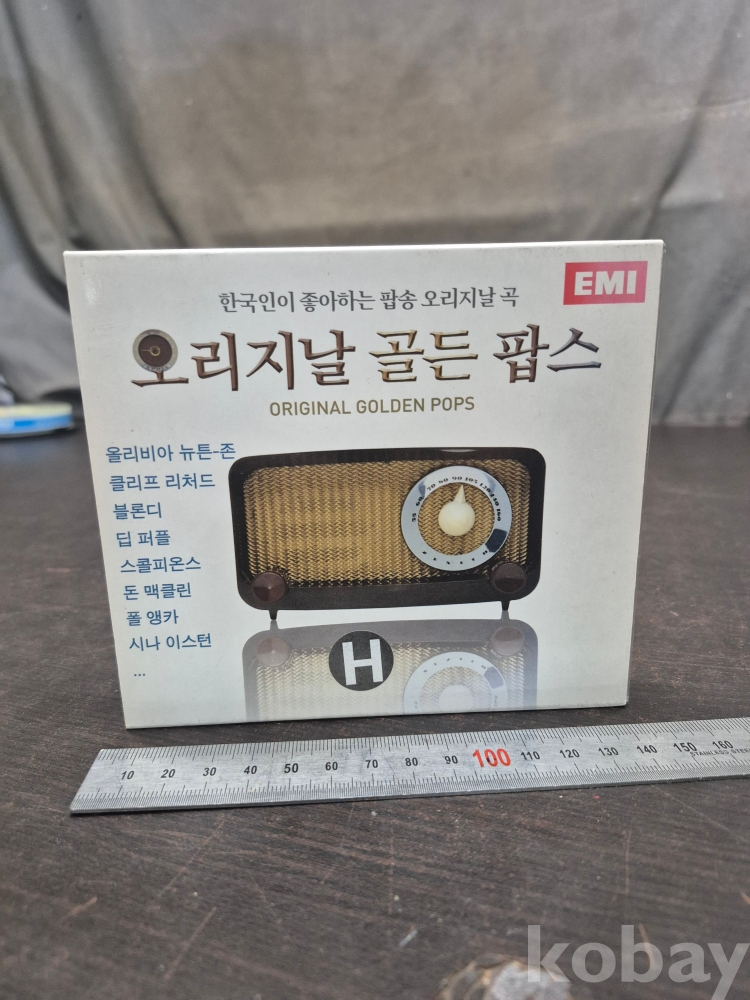 EMI
한국인이 좋아하는 팝송 오리지날 곡
오리지날 골든 팝스
ORIGINAL GOLDEN POPS
올리비아 뉴튼-존
클리프 리처드
블론디
딥 퍼플
스콜피온스
돈 맥클린
폴 앵카
시나 이스턴
...
H
10 20 30 40 50 60 70 80 90 100 110 120 130 140 150 160
STAINLESS STEEL
kobay